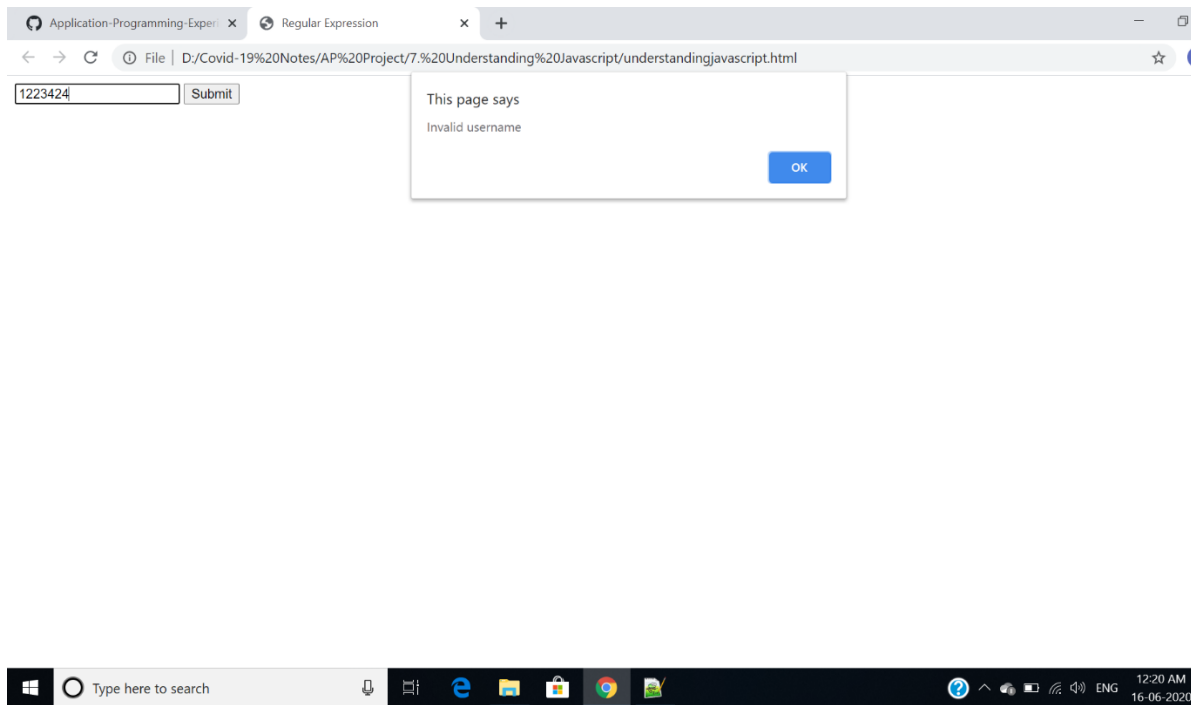 Application-Programming-Experi
Regular Expression
File | D:/Covid-19%20Notes/AP%20Project/7.%20Understanding%20Javascript/understandingjavascript.html
1223424
Submit
This page says
Invalid username
OK
Type here to search
ENG
12:20 AM
16-06-2020